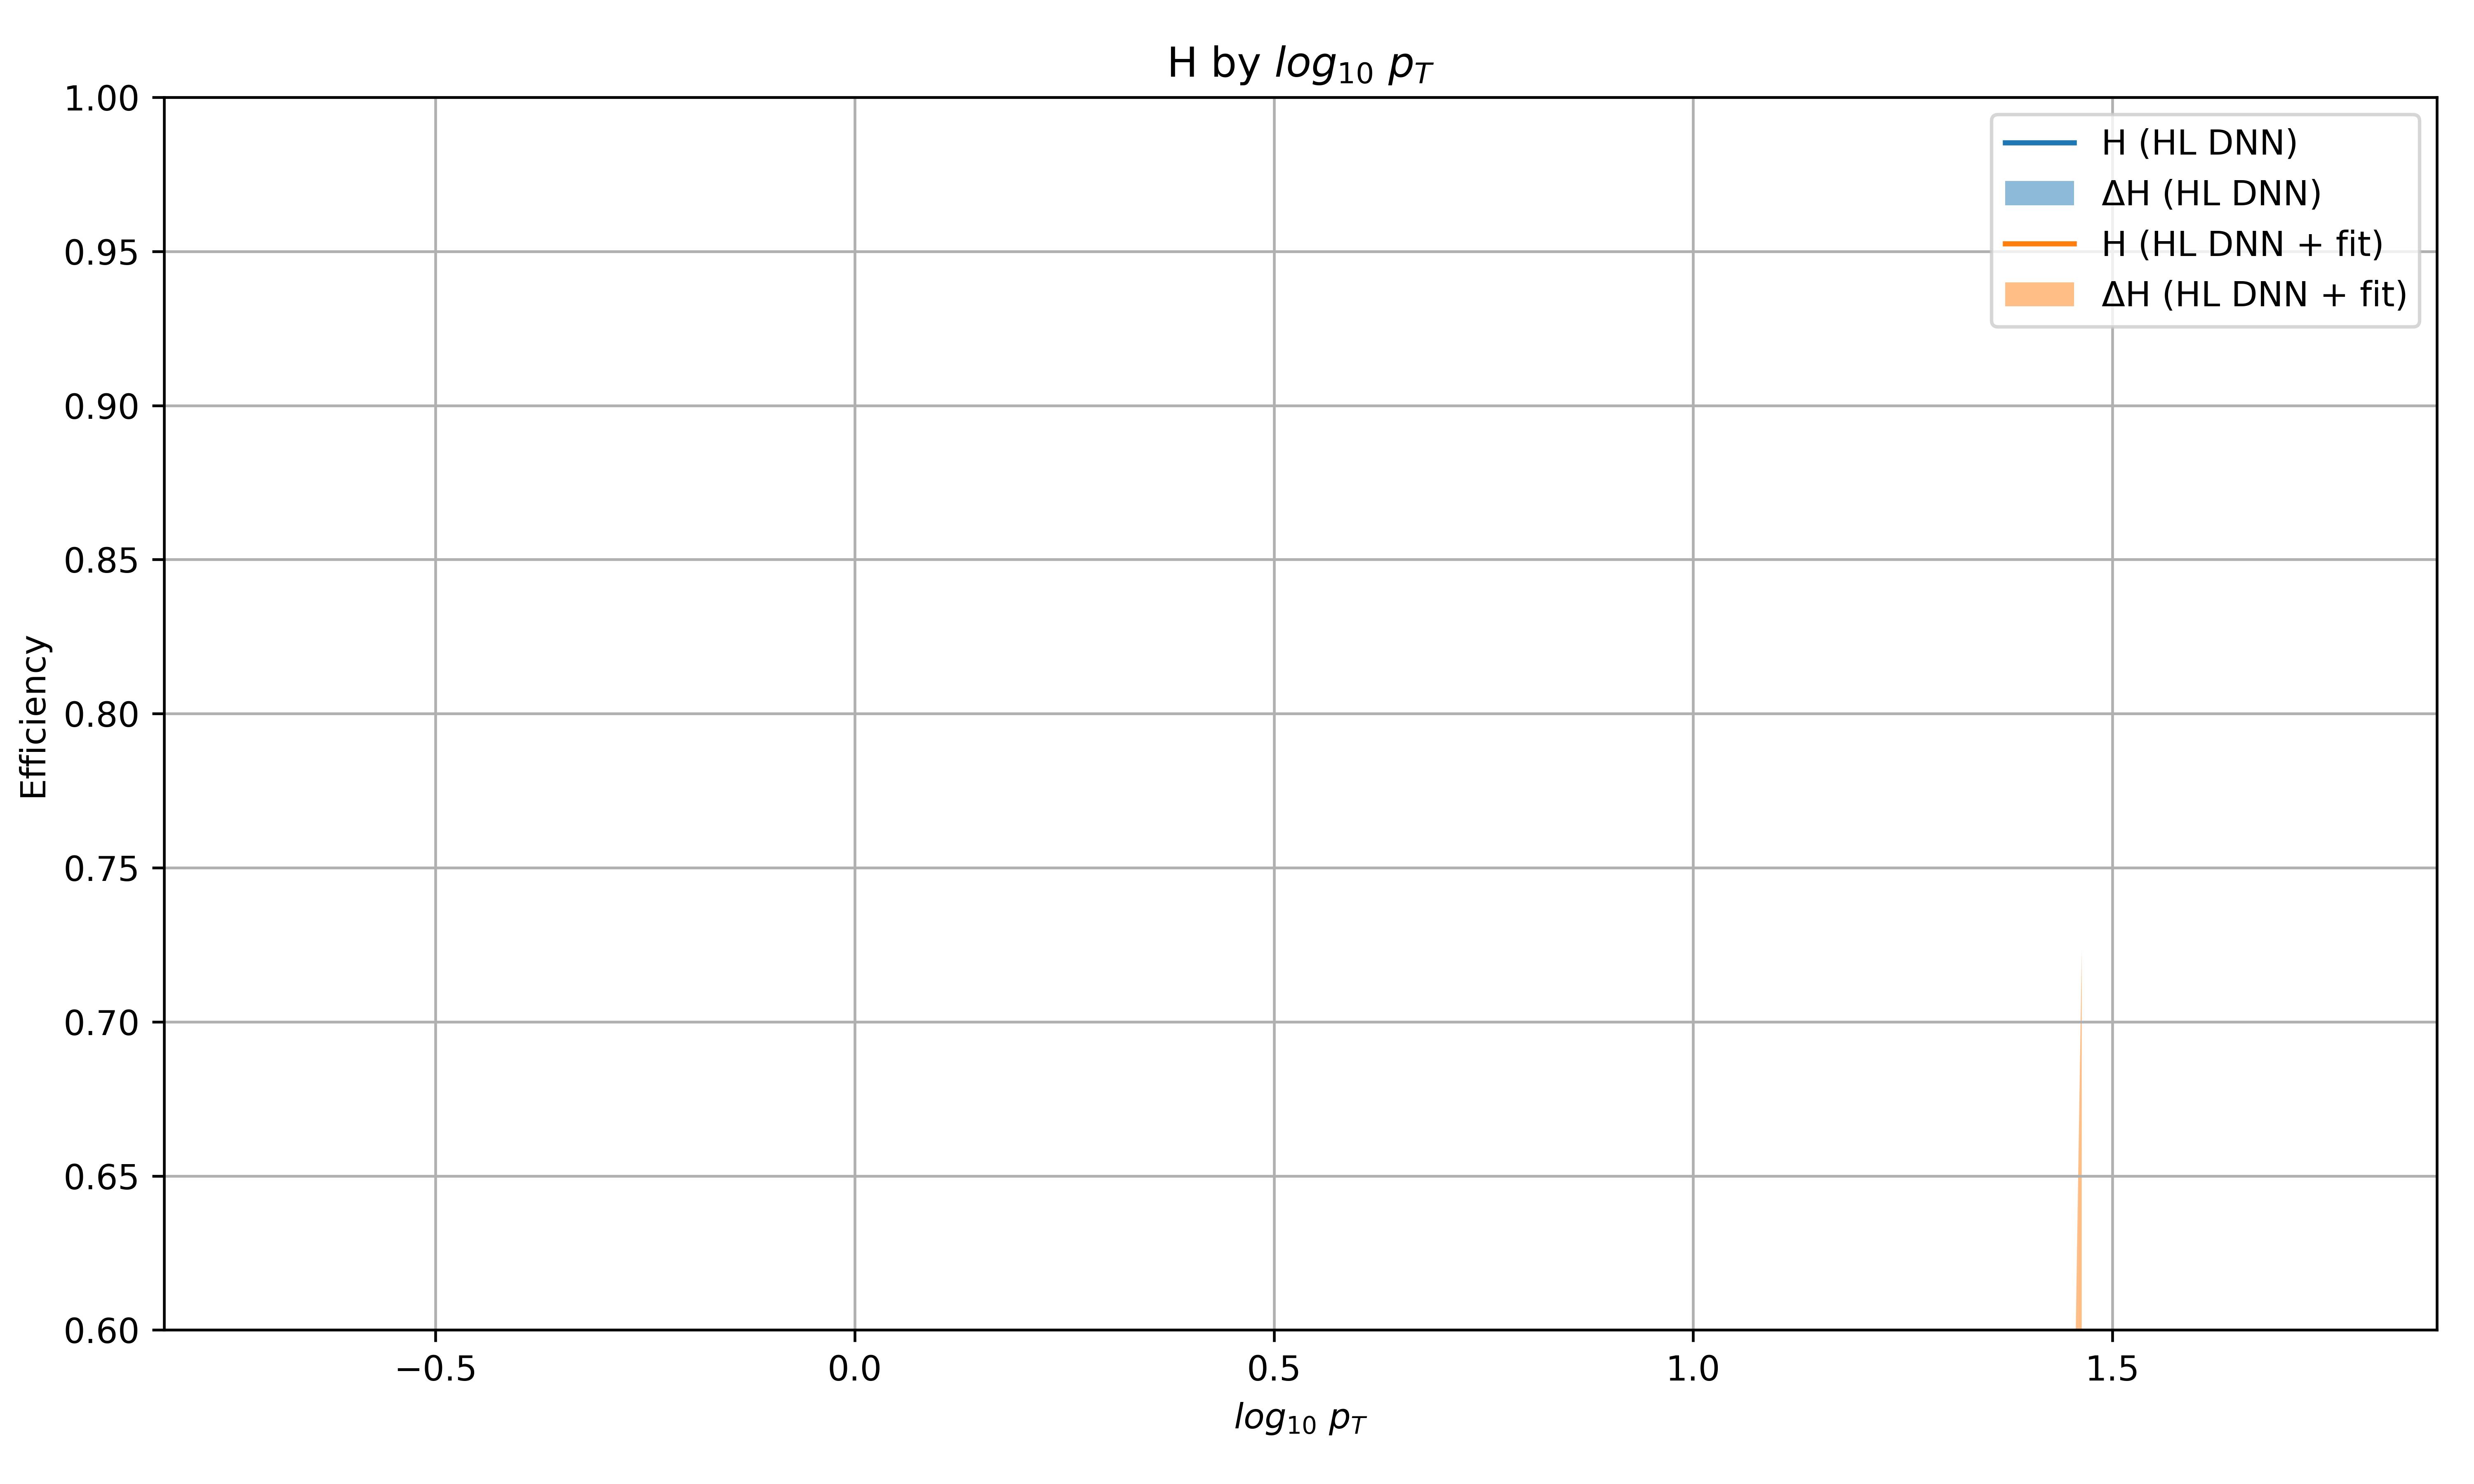 H by log₁₀ p_T
1.00
0.95
0.90
0.85
0.80
0.75
0.70
0.65
0.60
Efficiency
H (HL DNN)
ΔH (HL DNN)
H (HL DNN + fit)
ΔH (HL DNN + fit)
−0.5 0.0 0.5 1.0 1.5
log₁₀ p_T